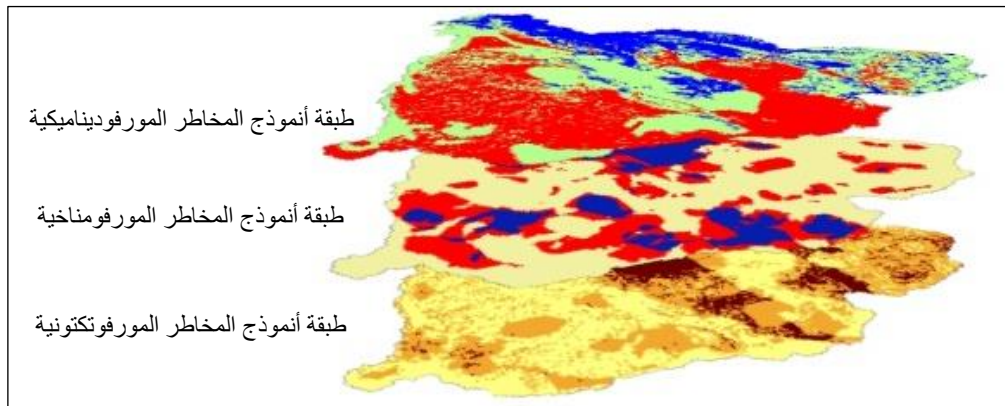 طبقة أنموذج المخاطر المورفوديناميكية
طبقة أنموذج المخاطر المورفومناخية
طبقة أنموذج المخاطر المورفوتكتونية